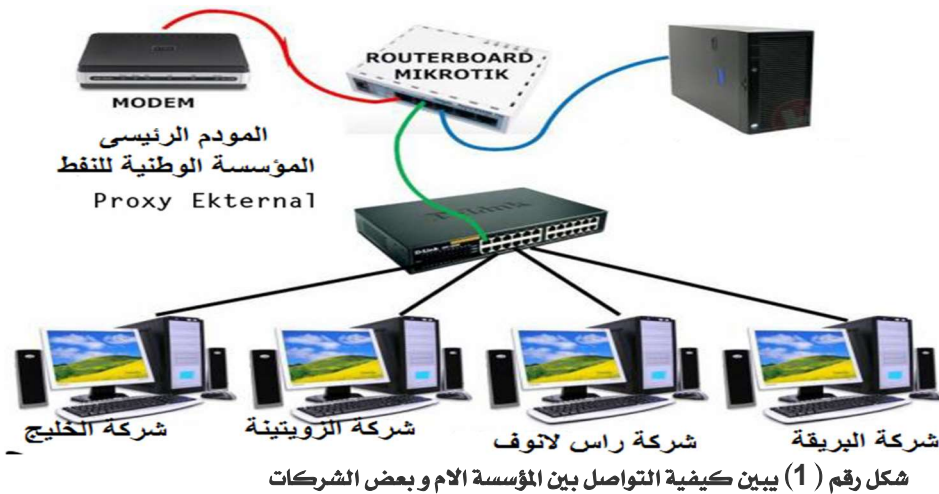 ROUTERBOARD
MIKROTIK
MODEM
المودم الرئيسى
المؤسسة الوطنية للنفط
Proxy Ekternal
D-Link
شركة الخليج
شركة الزويتينة
شركة راس لانوف
شركة البريقة
شكل رقم ( 1) يبين كيفية التواصل بين المؤسسة الام و بعض الشركات